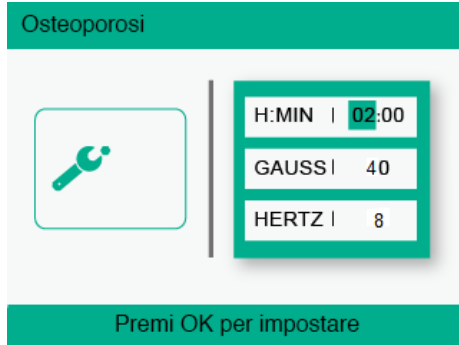 Osteoporosi
H:MIN | 02:00
GAUSS | 40
HERTZ | 8
Premi OK per impostare